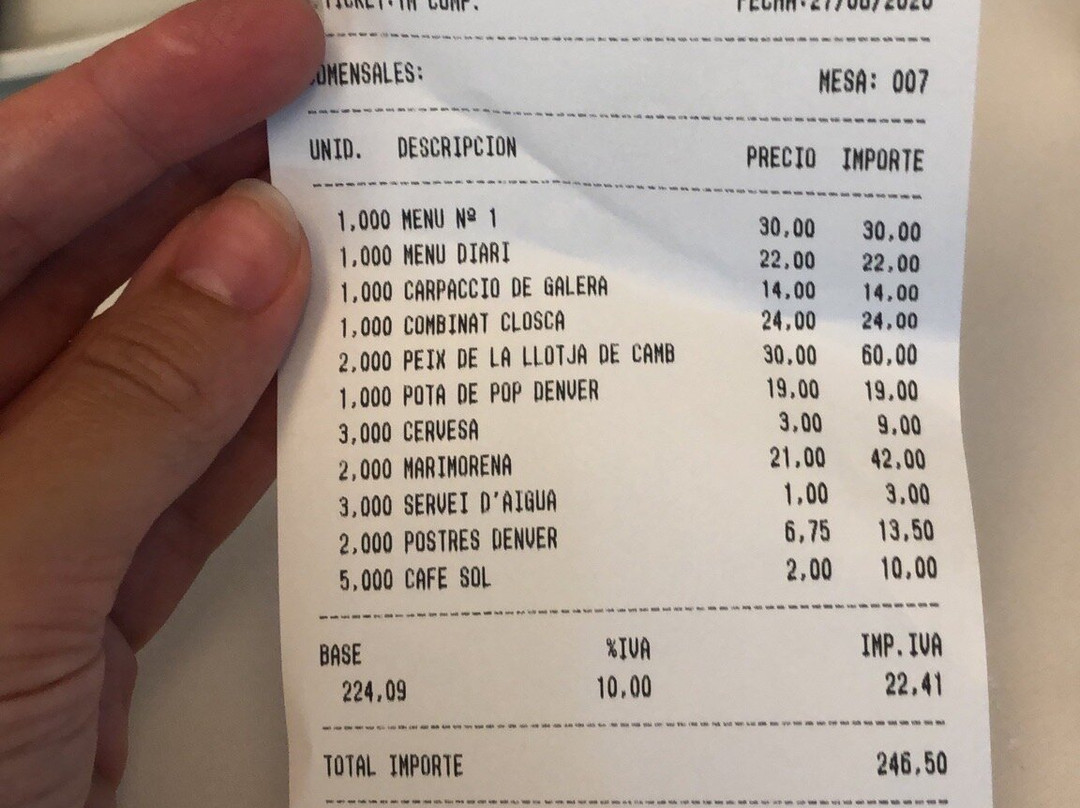 COMENSALES: MESA: 007
UNID. DESCRIPCION PRECIO IMPORTE
1,000 MENU Nº 1 30,00 30,00
1,000 MENU DIARI 22,00 22,00
1,000 CARPACCIO DE GALERA 14,00 14,00
1,000 COMBINAT CLOSCA 24,00 24,00
2,000 PEIX DE LA LLOTJA DE CAMB 30,00 60,00
1,000 POTA DE POP DENVER 19,00 19,00
3,000 CERVESA 3,00 9,00
2,000 MARIMORENA 21,00 42,00
3,000 SERVEI D'AIGUA 1,00 3,00
2,000 POSTRES DENVER 6,75 13,50
5,000 CAFE SOL 2,00 10,00
BASE %IVA IMP.IVA
224,09 10,00 22,41
TOTAL IMPORTE 246,50